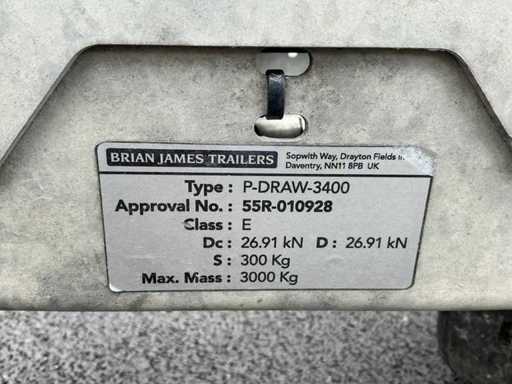 BRIAN JAMES TRAILERS
Sopwith Way, Drayton Fields
Daventry, NN11 8PB UK
Type : P-DRAW-3400
Approval No. : 55R-010928
Class : E
Dc : 26.91 kN D : 26.91 kN
S : 300 Kg
Max. Mass : 3000 Kg